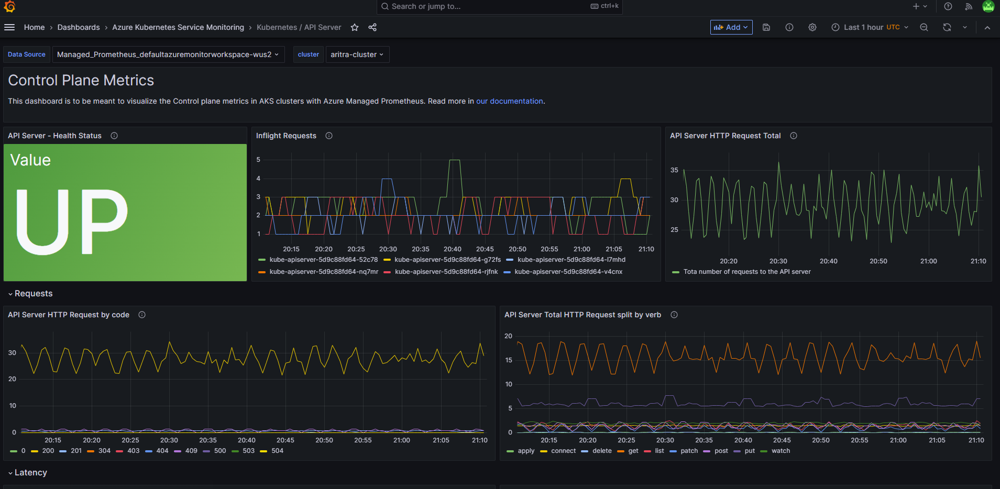 Search or jump to...
ctrl+k
Home › Dashboards › Azure Kubernetes Service Monitoring › Kubernetes / API Server
Add
Last 1 hour UTC
Data Source
Managed_Prometheus_defaultazuremonitorworkspace-wus2
cluster
aritra-cluster
Control Plane Metrics
This dashboard is to be meant to visualize the Control plane metrics in AKS clusters with Azure Managed Prometheus. Read more in our documentation.
API Server - Health Status
Value
UP
Inflight Requests
5
4
3
2
1
20:15 20:20 20:25 20:30 20:35 20:40 20:45 20:50 20:55 21:00 21:05 21:10
kube-apiserver-5d9c88fd64-52c78 kube-apiserver-5d9c88fd64-g72fs kube-apiserver-5d9c88fd64-l7mhd
kube-apiserver-5d9c88fd64-nq7mr kube-apiserver-5d9c88fd64-rjfnk kube-apiserver-5d9c88fd64-v4cnx
API Server HTTP Request Total
35
30
25
20:20 20:30 20:40 20:50 21:00 21:10
Tota number of requests to the API server
Requests
API Server HTTP Request by code
30
20
10
0
20:15 20:20 20:25 20:30 20:35 20:40 20:45 20:50 20:55 21:00 21:05 21:10
0 200 201 304 403 404 409 500 503 504
API Server Total HTTP Request split by verb
20
15
10
5
0
20:15 20:20 20:25 20:30 20:35 20:40 20:45 20:50 20:55 21:00 21:05 21:10
apply connect delete get list patch post put watch
Latency